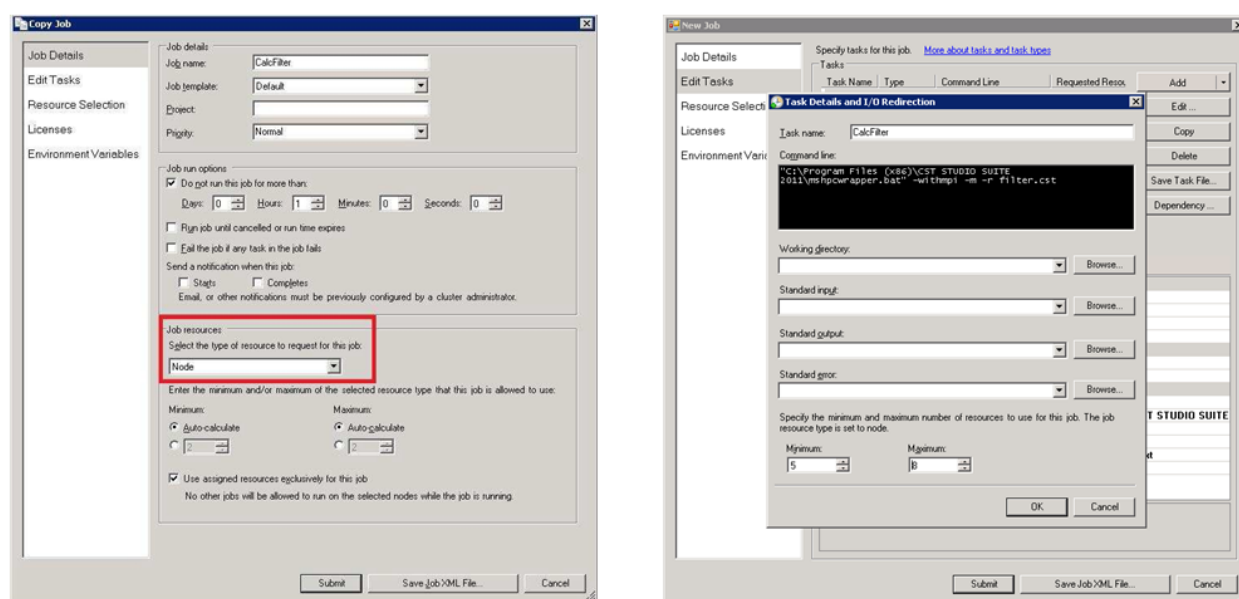 Copy Job
Job Details
Edit Tasks
Resource Selection
Licenses
Environment Variables
Job details
Job name: CalcFilter
Job template: Default
Project:
Priority: Normal
Job run options
Do not run this job for more than:
Days: 0 Hours: 1 Minutes: 0 Seconds: 0
Run job until cancelled or run time expires
Fail the job if any task in the job fails
Send a notification when this job:
Starts Completes
Email, or other notifications must be previously configured by a cluster administrator.
Job resources
Select the type of resource to request for this job:
Node
Enter the minimum and/or maximum of the selected resource type that this job is allowed to use:
Minimum: Maximum:
Auto-calculate Auto-calculate
2 2
Use assigned resources exclusively for this job
No other jobs will be allowed to run on the selected nodes while the job is running.
Submit Save Job XML File... Cancel
New Job
Job Details
Edit Tasks
Resource Selecti
Licenses
Environment Varia
Specify tasks for this job. More about tasks and task types
Tasks
Task Name Type Command Line Requested Resou
Add
Edit ...
Copy
Delete
Save Task File...
Dependency ...
Task Details and I/O Redirection
Task name: CalcFilter
Command line:
"C:\Program Files (x86)\CST STUDIO SUITE
2011\mshpcwrapper.bat" -withmpi -m -r filter.cst
Working directory:
Browse...
Standard input:
Browse...
Standard output:
Browse...
Standard error:
Browse...
Specify the minimum and maximum number of resources to use for this job. The job
resource type is set to node.
Minimum: Maximum:
5 8
OK Cancel
T STUDIO SUITE
Submit Save Job XML File... Cancel